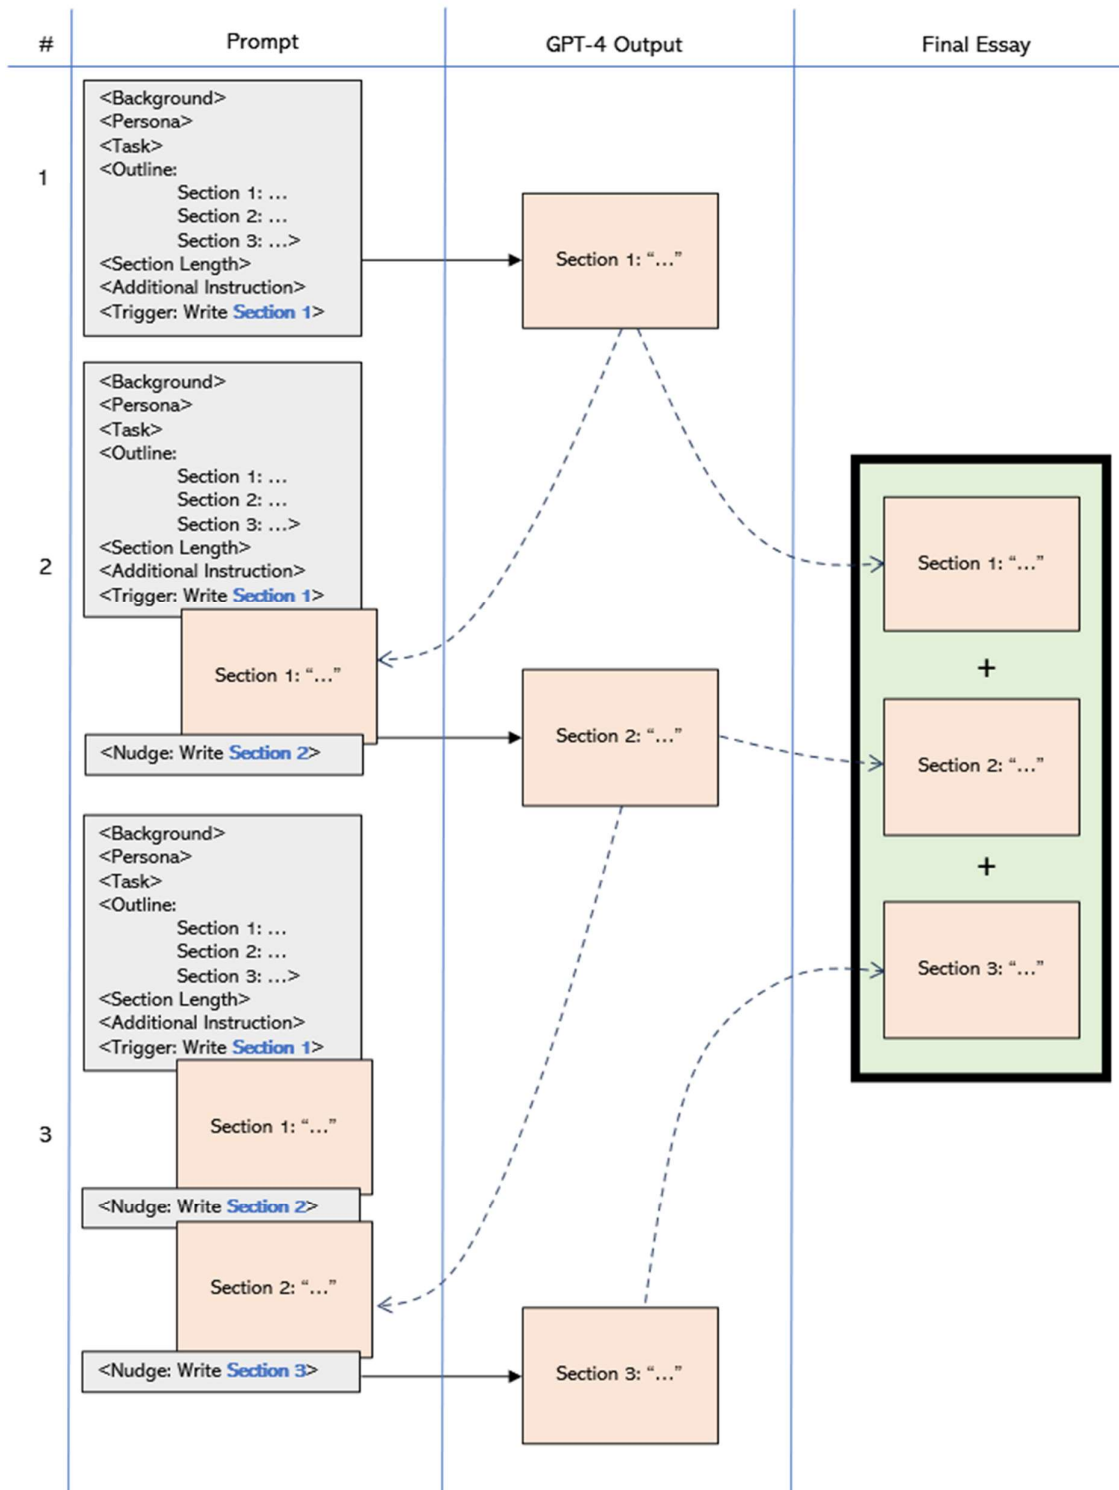 # Prompt GPT-4 Output Final Essay
1
<Background>
<Persona>
<Task>
<Outline:
Section 1: ...
Section 2: ...
Section 3: ...>
<Section Length>
<Additional Instruction>
<Trigger: Write Section 1>
Section 1: “...”
2
<Background>
<Persona>
<Task>
<Outline:
Section 1: ...
Section 2: ...
Section 3: ...>
<Section Length>
<Additional Instruction>
<Trigger: Write Section 1>
Section 1: “...”
<Nudge: Write Section 2>
Section 2: “...”
3
<Background>
<Persona>
<Task>
<Outline:
Section 1: ...
Section 2: ...
Section 3: ...>
<Section Length>
<Additional Instruction>
<Trigger: Write Section 1>
Section 1: “...”
<Nudge: Write Section 2>
Section 2: “...”
<Nudge: Write Section 3>
Section 3: “...”
Section 1: “...”
+
Section 2: “...”
+
Section 3: “...”